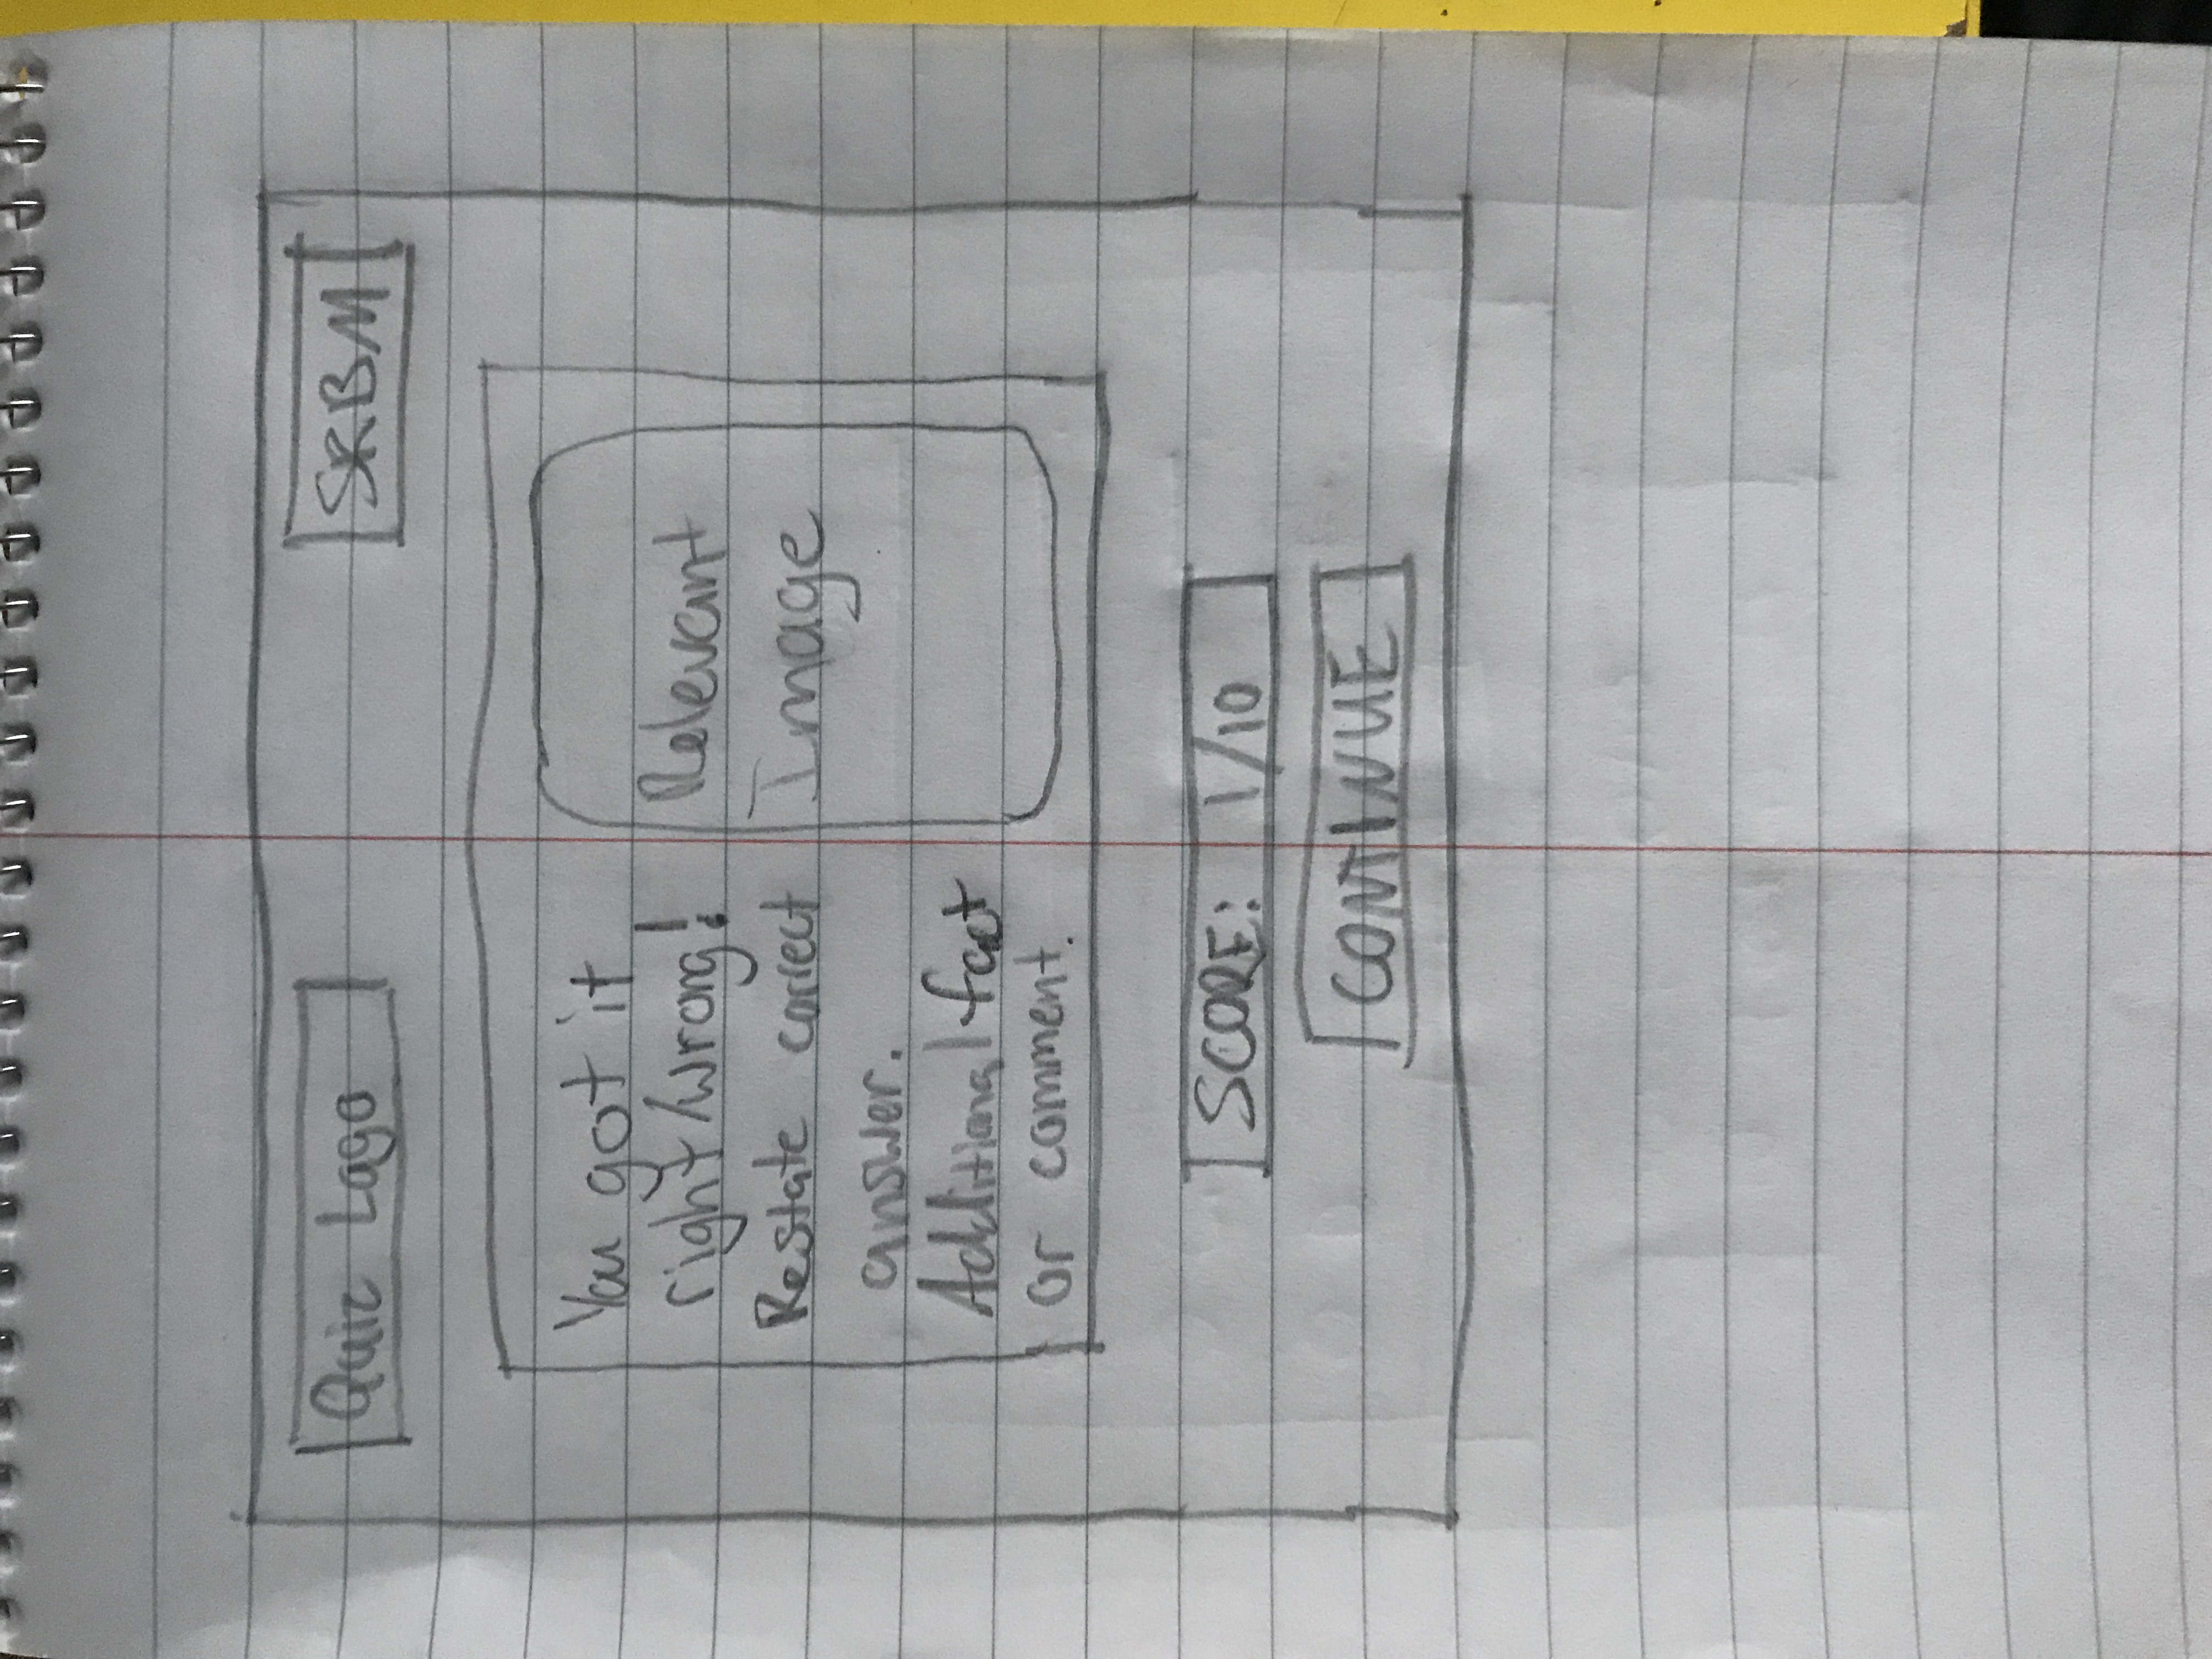 Quiz Logo
SRBM
You got it
right/wrong!
Restate correct
answer.
Additional fact
or comment.
Relevant
Image
SCORE: 1/10
CONTINUE